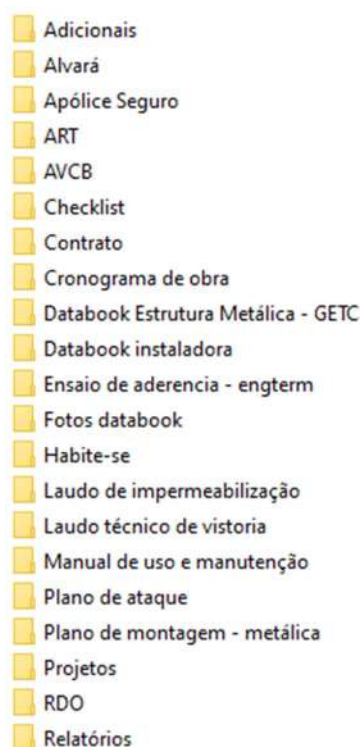 Adicionais
Alvará
Apólice Seguro
ART
AVCB
Checklist
Contrato
Cronograma de obra
Databook Estrutura Metálica - GETC
Databook instaladora
Ensaio de aderencia - engterm
Fotos databook
Habite-se
Laudo de impermeabilização
Laudo técnico de vistoria
Manual de uso e manutenção
Plano de ataque
Plano de montagem - metálica
Projetos
RDO
Relatórios